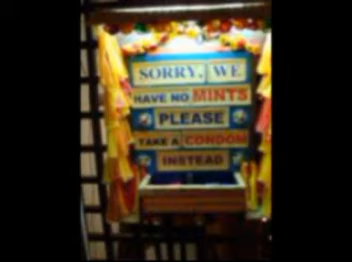 SORRY, WE
HAVE NO MINTS
PLEASE
TAKE A CONDOM
INSTEAD